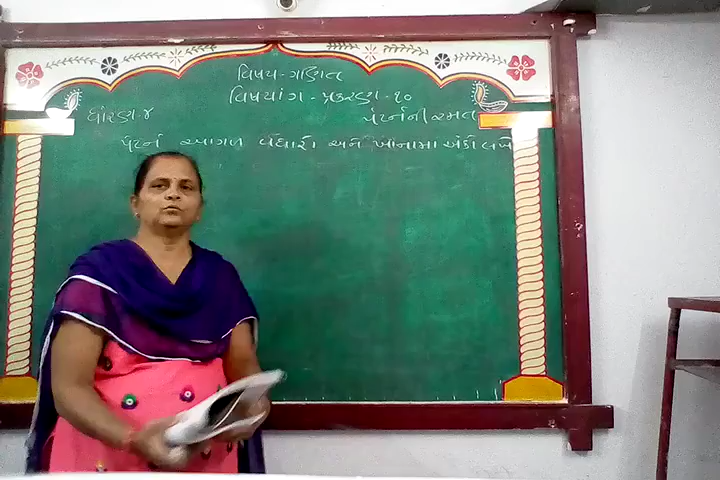 વિષય - ગણિત
વિષયાંગ - પ્રકરણ - ૧૦
ધોરણ. ૪ પેટર્નની રમત
પેટર્ન આગળ વધારો અને ખાનામાં અંકો લખો